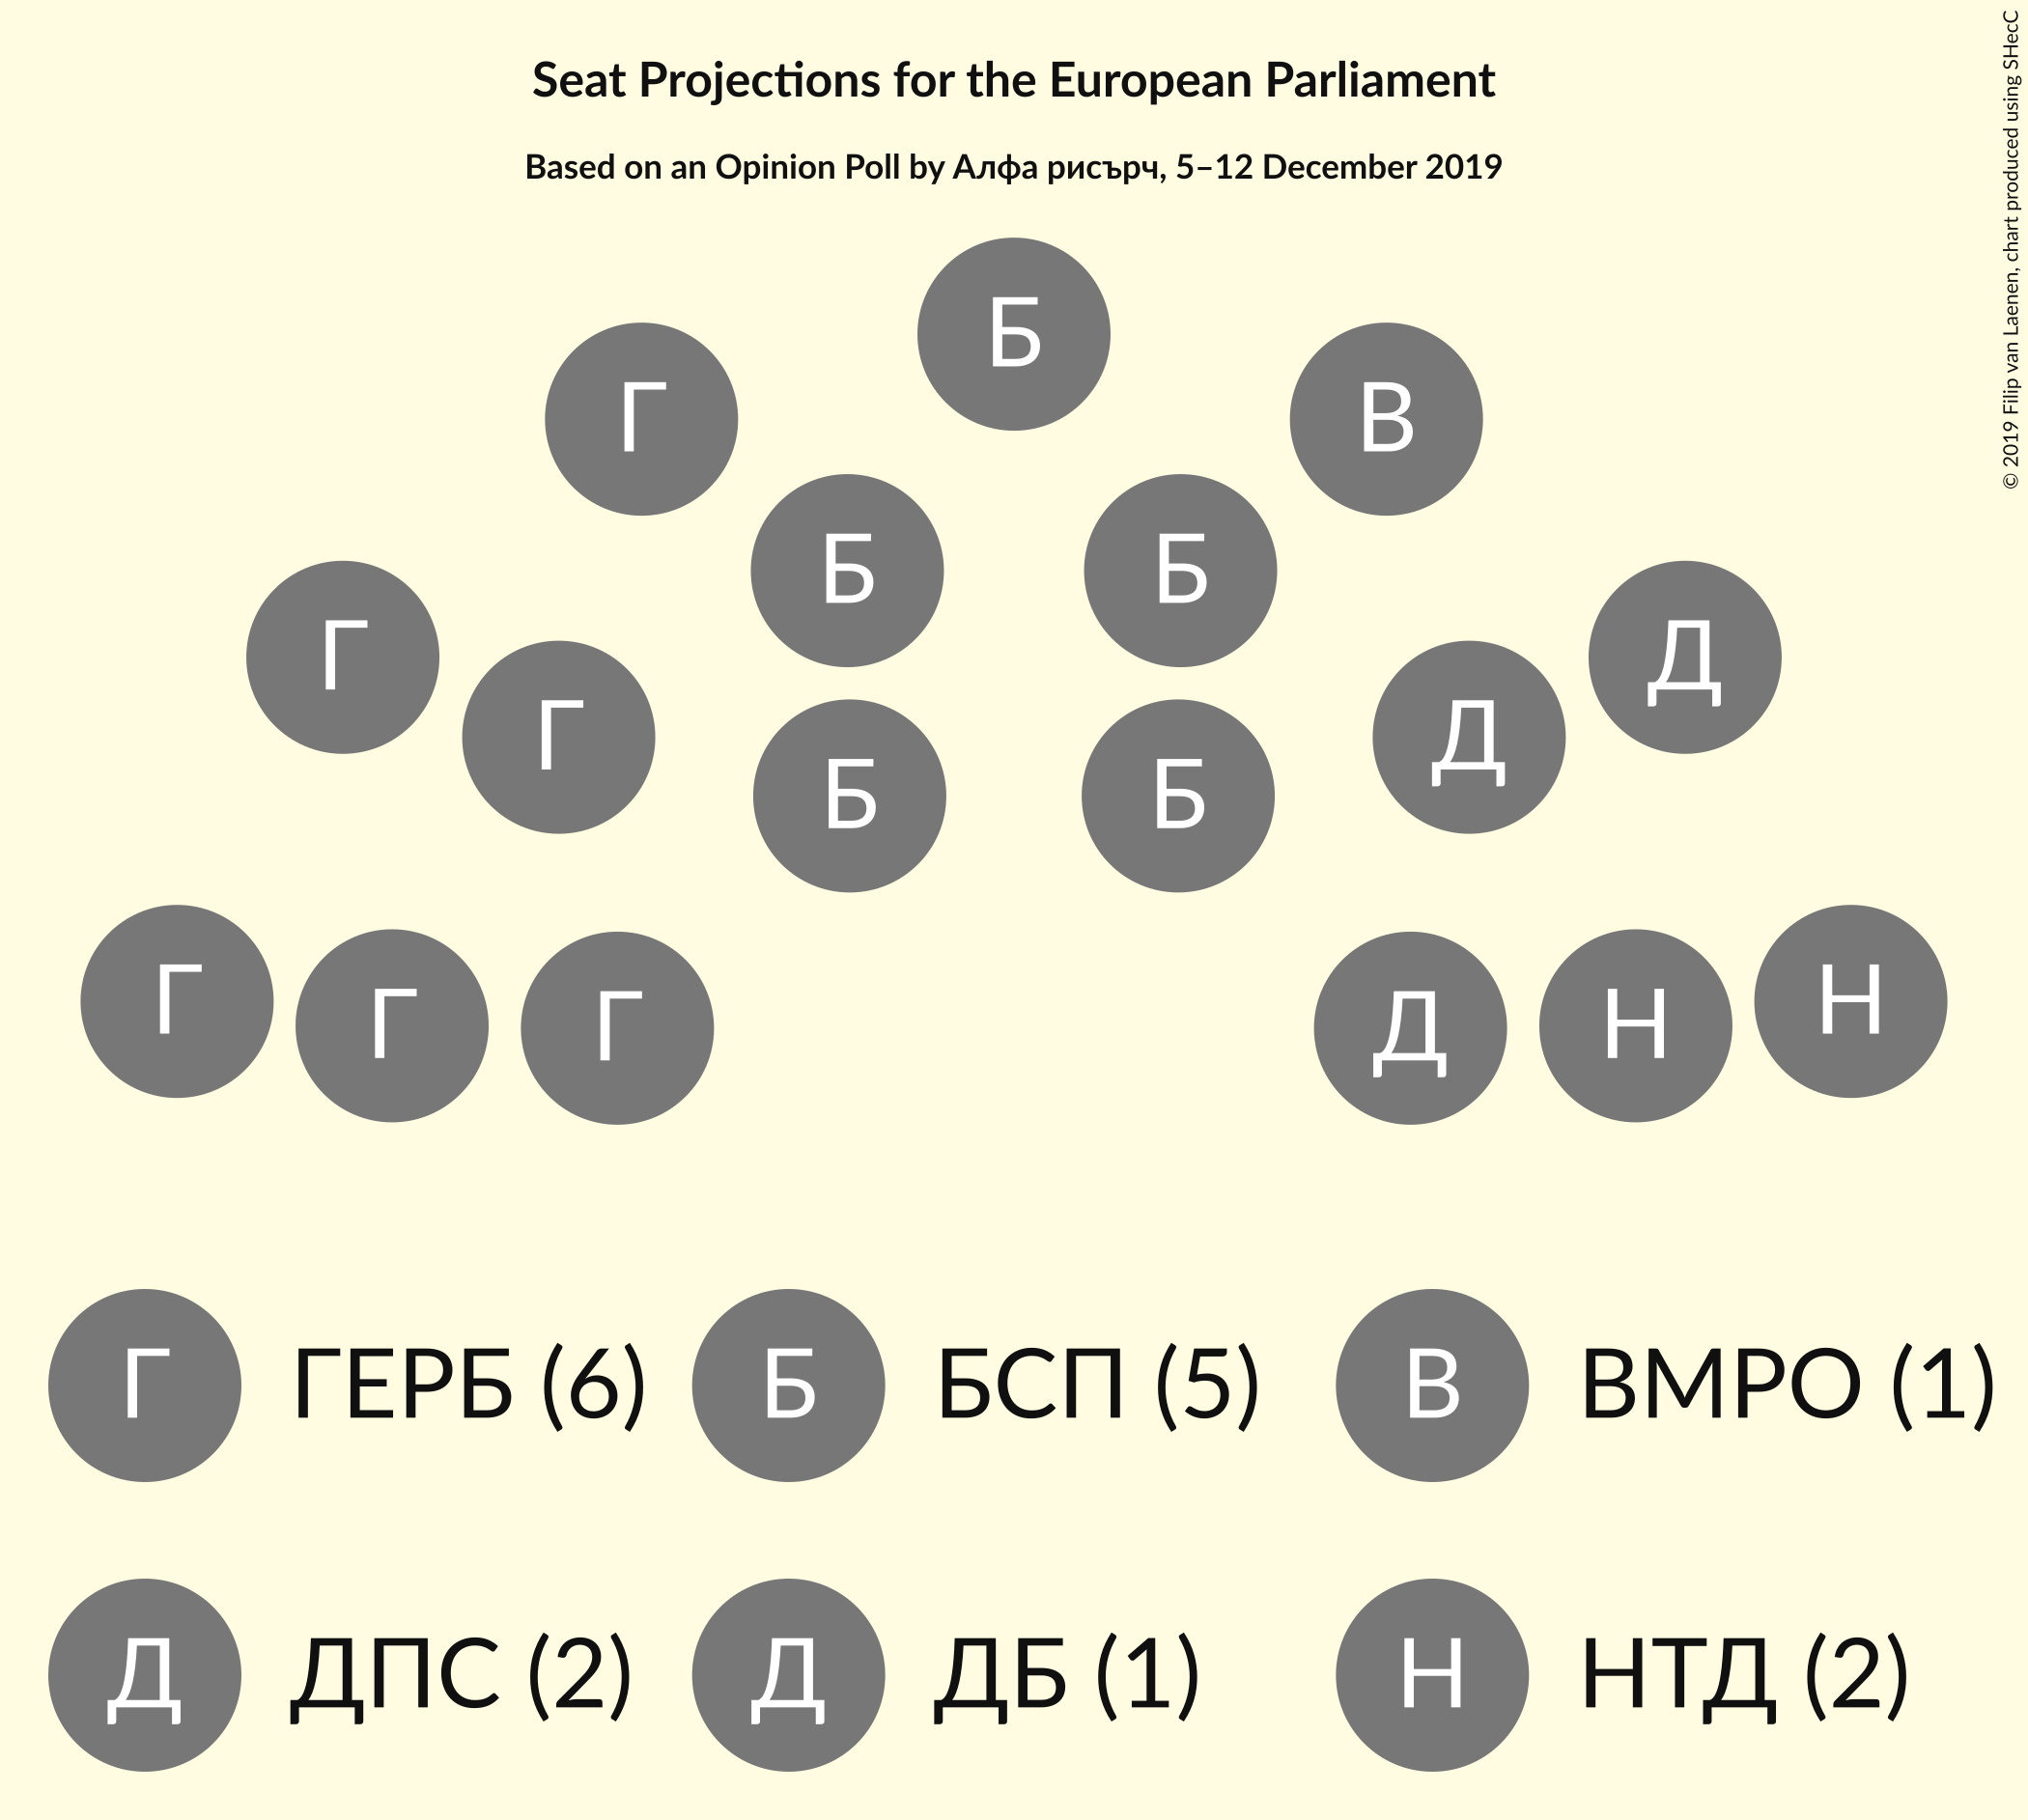 Seat Projections for the European Parliament
Based on an Opinion Poll by Алфа рисърч, 5–12 December 2019
© 2019 Filip van Laenen, chart produced using SHecC
Б
Г В
Б Б
Г Д
Г Д
Б Б
Г Н
Г Г Д Н
Г ГЕРБ (6) Б БСП (5) В ВМРО (1)
Д ДПС (2) Д ДБ (1) Н НТД (2)